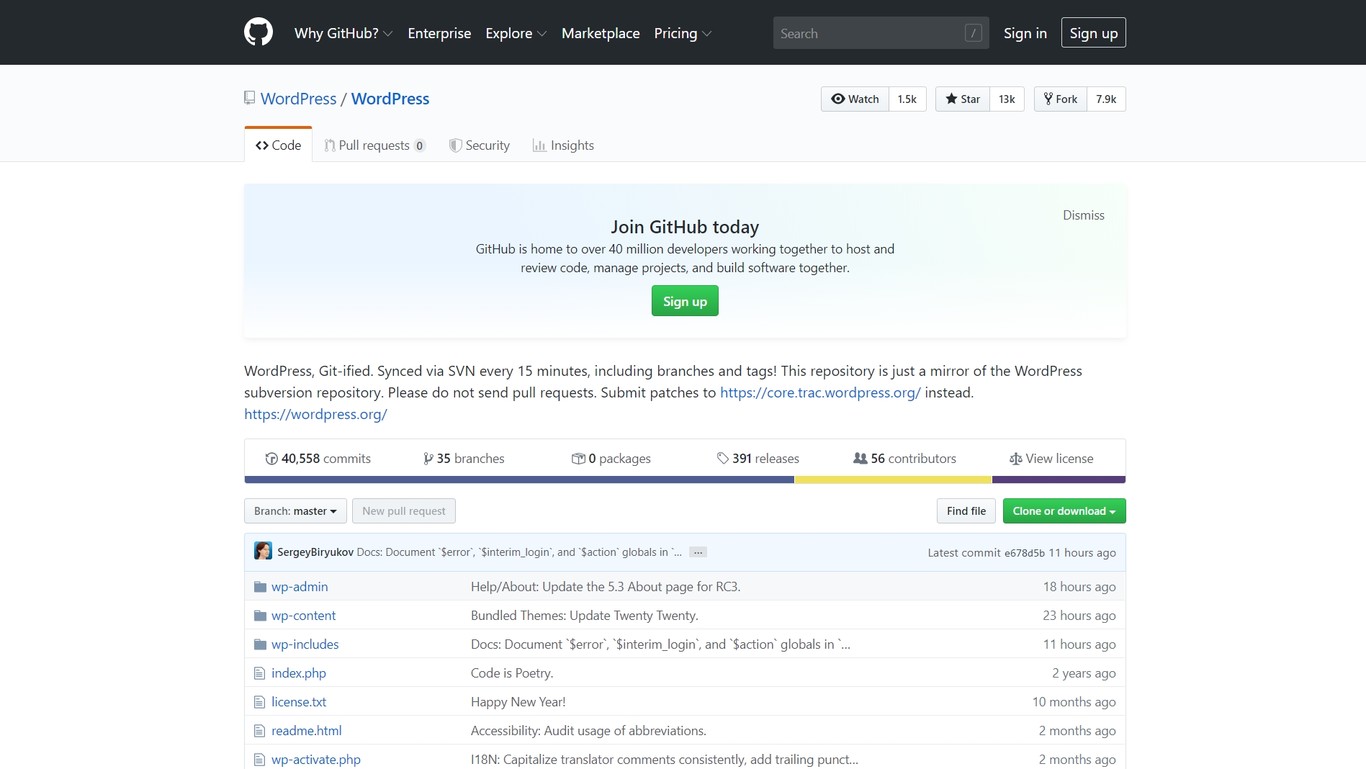 Why GitHub? Enterprise Explore Marketplace Pricing Search / Sign in Sign up
WordPress / WordPress Watch 1.5k Star 13k Fork 7.9k
Code Pull requests 0 Security Insights
Dismiss
Join GitHub today
GitHub is home to over 40 million developers working together to host and
review code, manage projects, and build software together.
Sign up
WordPress, Git-ified. Synced via SVN every 15 minutes, including branches and tags! This repository is just a mirror of the WordPress
subversion repository. Please do not send pull requests. Submit patches to https://core.trac.wordpress.org/ instead.
https://wordpress.org/
40,558 commits 35 branches 0 packages 391 releases 56 contributors View license
Branch: master New pull request Find file Clone or download
SergeyBiryukov Docs: Document `$error`, `$interim_login`, and `$action` globals in `… … Latest commit e678d5b 11 hours ago
wp-admin Help/About: Update the 5.3 About page for RC3. 18 hours ago
wp-content Bundled Themes: Update Twenty Twenty. 23 hours ago
wp-includes Docs: Document `$error`, `$interim_login`, and `$action` globals in `… 11 hours ago
index.php Code is Poetry. 2 years ago
license.txt Happy New Year! 10 months ago
readme.html Accessibility: Audit usage of abbreviations. 2 months ago
wp-activate.php I18N: Capitalize translator comments consistently, add trailing punct… 2 months ago